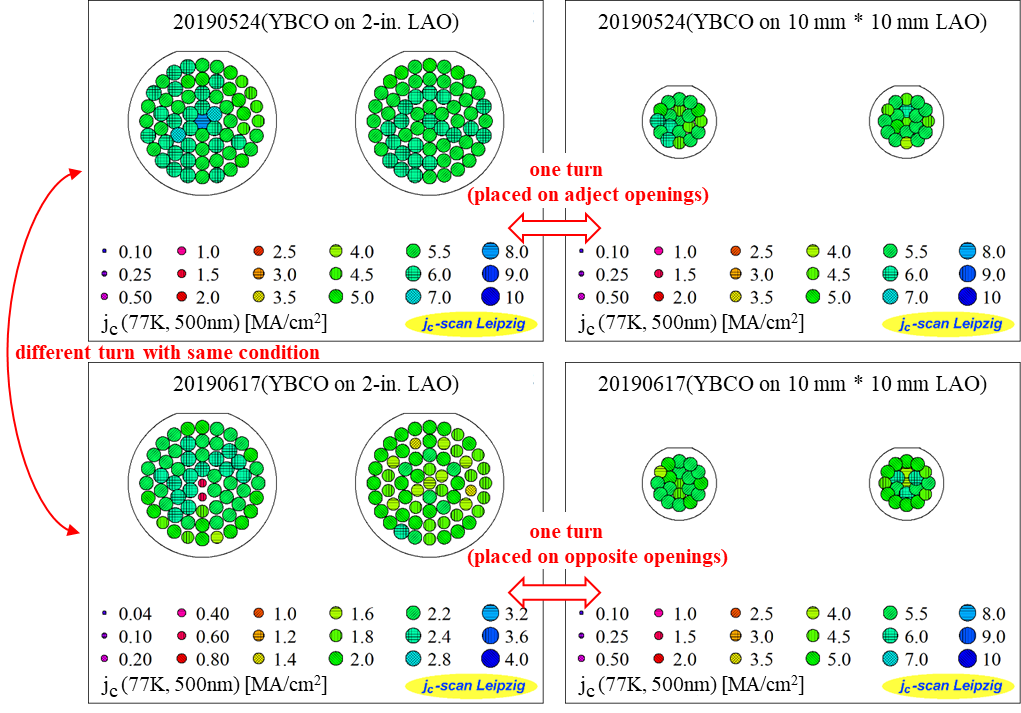 20190524(YBCO on 2-in. LAO)
20190524(YBCO on 10 mm * 10 mm LAO)
one turn
(placed on adject openings)
0.10 1.0 2.5 4.0 5.5 8.0
0.25 1.5 3.0 4.5 6.0 9.0
0.50 2.0 3.5 5.0 7.0 10
jc (77K, 500nm) [MA/cm2]
jc-scan Leipzig
0.10 1.0 2.5 4.0 5.5 8.0
0.25 1.5 3.0 4.5 6.0 9.0
0.50 2.0 3.5 5.0 7.0 10
jc (77K, 500nm) [MA/cm2]
jc-scan Leipzig
different turn with same condition
20190617(YBCO on 2-in. LAO)
20190617(YBCO on 10 mm * 10 mm LAO)
one turn
(placed on opposite openings)
0.04 0.40 1.0 1.6 2.2 3.2
0.10 0.60 1.2 1.8 2.4 3.6
0.20 0.80 1.4 2.0 2.8 4.0
jc (77K, 500nm) [MA/cm2]
jc-scan Leipzig
0.10 1.0 2.5 4.0 5.5 8.0
0.25 1.5 3.0 4.5 6.0 9.0
0.50 2.0 3.5 5.0 7.0 10
jc (77K, 500nm) [MA/cm2]
jc-scan Leipzig